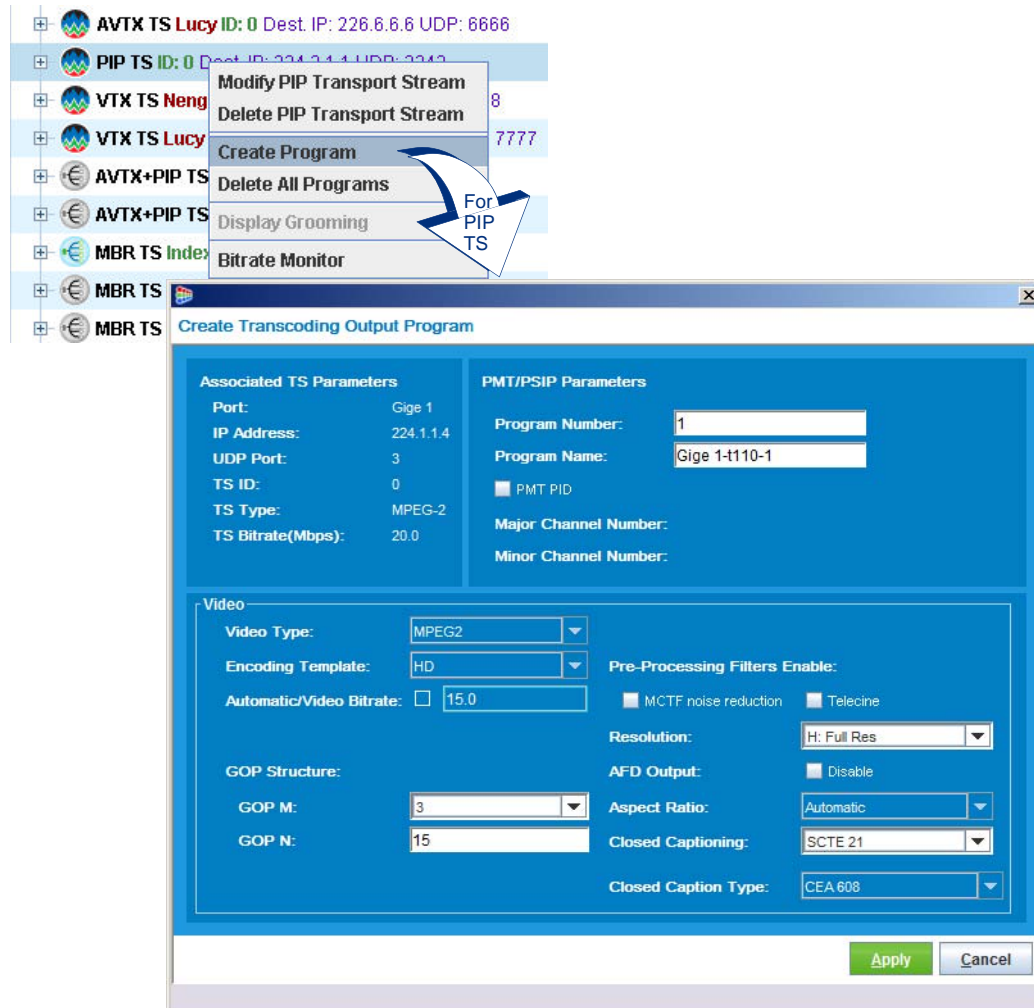 AVTX TS Lucy ID: 0 Dest. IP: 226.6.6.6 UDP: 6666
PIP TS ID: 0 Dest. IP: 224.2.1.1 UDP: 2242
VTX TS Neng 8
VTX TS Lucy 7777
AVTX+PIP TS
AVTX+PIP TS
MBR TS Index
MBR TS
MBR TS
Modify PIP Transport Stream
Delete PIP Transport Stream
Create Program
Delete All Programs
Display Grooming
Bitrate Monitor
For
PIP
TS
Create Transcoding Output Program
Associated TS Parameters
Port: Gige 1
IP Address: 224.1.1.4
UDP Port: 3
TS ID: 0
TS Type: MPEG-2
TS Bitrate(Mbps): 20.0
PMT/PSIP Parameters
Program Number: 1
Program Name: Gige 1-t110-1
PMT PID
Major Channel Number:
Minor Channel Number:
Video
Video Type: MPEG2
Encoding Template: HD
Automatic/Video Bitrate: 15.0
GOP Structure:
GOP M: 3
GOP N: 15
Pre-Processing Filters Enable:
MCTF noise reduction Telecine
Resolution: H: Full Res
AFD Output: Disable
Aspect Ratio: Automatic
Closed Captioning: SCTE 21
Closed Caption Type: CEA 608
Apply Cancel